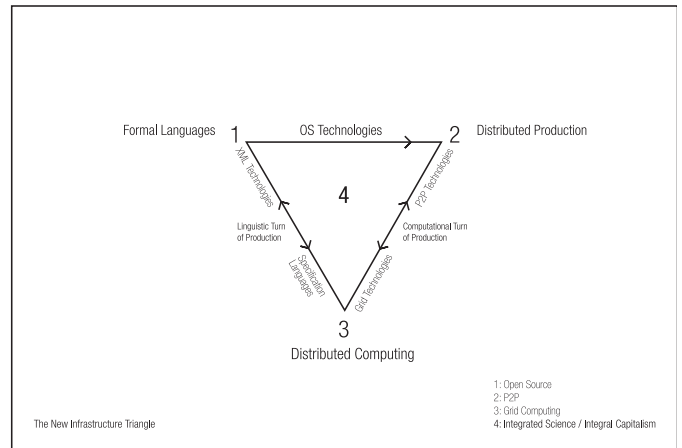 Formal Languages 1 OS Technologies 2 Distributed Production
XML Technologies
P2P Technologies
4
Linguistic Turn
of Production
Computational Turn
of Production
Specification
Languages
Grid Technologies
3
Distributed Computing
1: Open Source
2: P2P
3: Grid Computing
4: Integrated Science / Integral Capitalism
The New Infrastructure Triangle